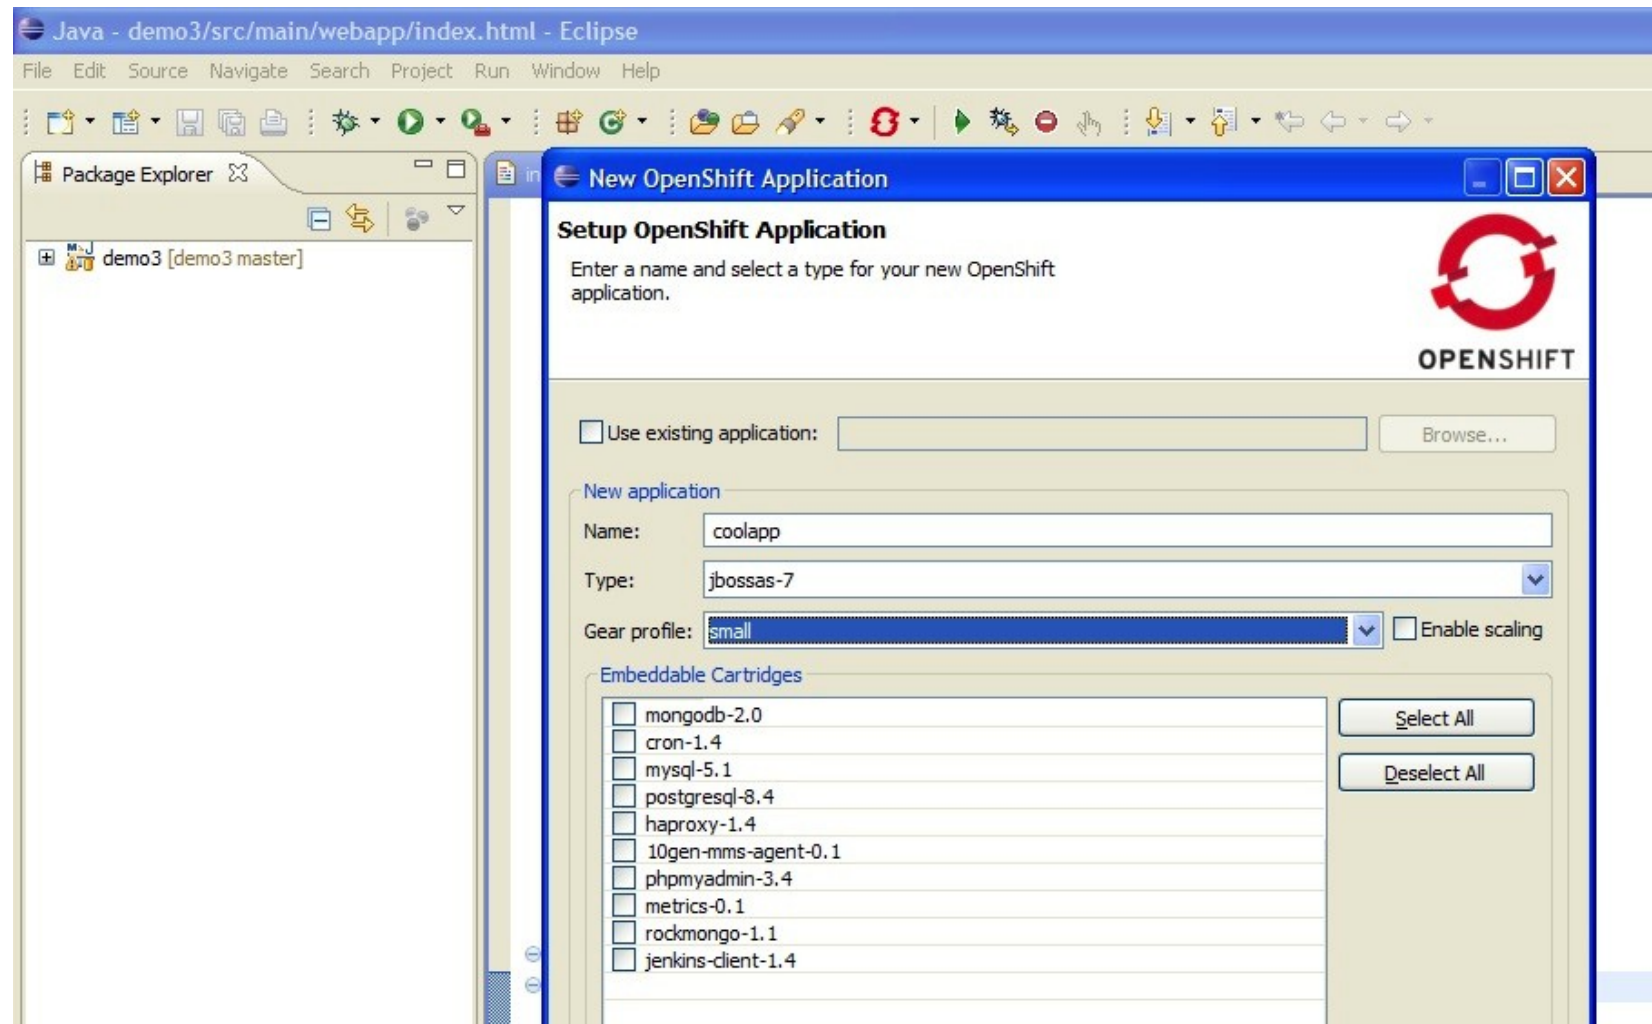 Java - demo3/src/main/webapp/index.html - Eclipse
File Edit Source Navigate Search Project Run Window Help
Package Explorer
in
New OpenShift Application
demo3 [demo3 master]
Setup OpenShift Application
Enter a name and select a type for your new OpenShift
application.
OPENSHIFT
Use existing application:
Browse...
New application
Name: coolapp
Type: jbossas-7
Gear profile: small Enable scaling
Embeddable Cartridges
mongodb-2.0
cron-1.4
mysql-5.1
postgresql-8.4
haproxy-1.4
10gen-mms-agent-0.1
phpmyadmin-3.4
metrics-0.1
rockmongo-1.1
jenkins-client-1.4
Select All
Deselect All